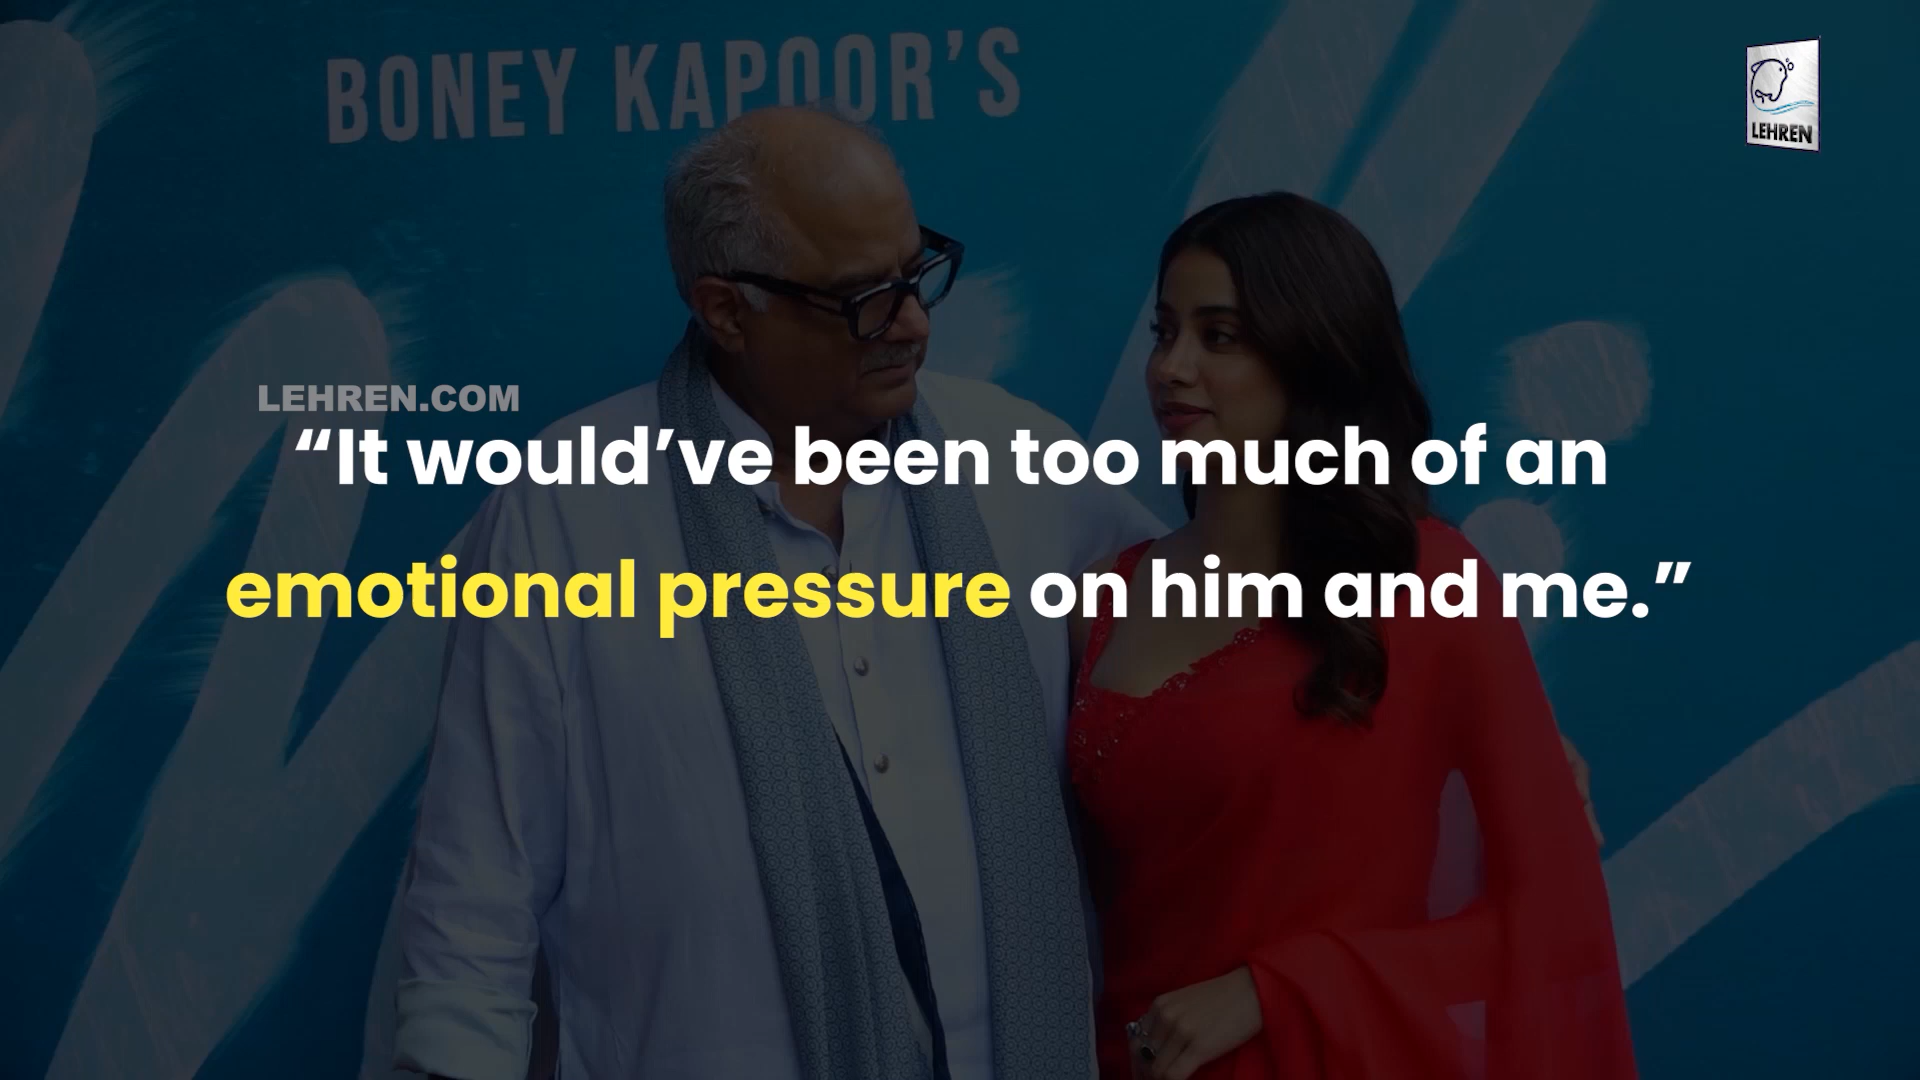 BONEY KAPOOR’S
LEHREN
LEHREN.COM
“It would’ve been too much of an
emotional pressure on him and me.”